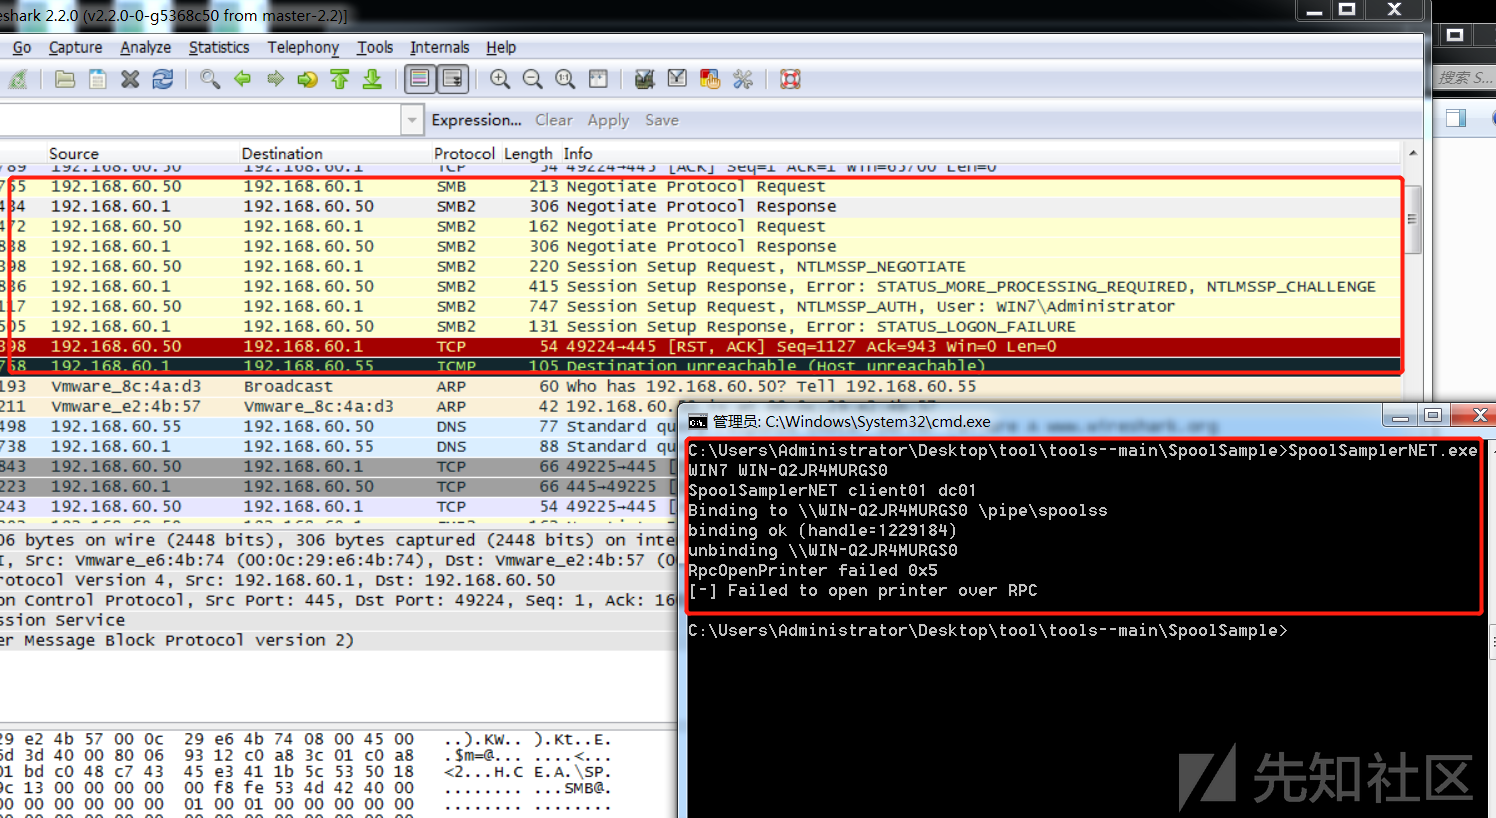 eshark 2.2.0 (v2.2.0-0-g5368c50 from master-2.2)]
Go Capture Analyze Statistics Telephony Tools Internals Help
搜索 S...
Expression... Clear Apply Save
Source Destination Protocol Length Info
789 192.168.60.50 192.168.60.1 TCP 54 49224→445 [ACK] Seq=1 Ack=1 Win=65700 Len=0
755 192.168.60.50 192.168.60.1 SMB 213 Negotiate Protocol Request
434 192.168.60.1 192.168.60.50 SMB2 306 Negotiate Protocol Response
472 192.168.60.50 192.168.60.1 SMB2 162 Negotiate Protocol Request
838 192.168.60.1 192.168.60.50 SMB2 306 Negotiate Protocol Response
398 192.168.60.50 192.168.60.1 SMB2 220 Session Setup Request, NTLMSSP_NEGOTIATE
836 192.168.60.1 192.168.60.50 SMB2 415 Session Setup Response, Error: STATUS_MORE_PROCESSING_REQUIRED, NTLMSSP_CHALLENGE
117 192.168.60.50 192.168.60.1 SMB2 747 Session Setup Request, NTLMSSP_AUTH, User: WIN7\Administrator
505 192.168.60.1 192.168.60.50 SMB2 131 Session Setup Response, Error: STATUS_LOGON_FAILURE
398 192.168.60.50 192.168.60.1 TCP 54 49224→445 [RST, ACK] Seq=1127 Ack=943 Win=0 Len=0
758 192.168.60.1 192.168.60.55 ICMP 105 Destination unreachable (Host unreachable)
193 Vmware_8c:4a:d3 Broadcast ARP 60 Who has 192.168.60.50? Tell 192.168.60.55
211 Vmware_e2:4b:57 Vmware_8c:4a:d3 ARP 42 192.168.60.
498 192.168.60.55 192.168.60.50 DNS 77 Standard qu
738 192.168.60.1 192.168.60.55 DNS 88 Standard qu
843 192.168.60.50 192.168.60.1 TCP 66 49225→445 [
223 192.168.60.1 192.168.60.50 TCP 66 445→49225 [
243 192.168.60.50 192.168.60.1 TCP 54 49225→445 [
06 bytes on wire (2448 bits), 306 bytes captured (2448 bits) on inte
I, Src: Vmware_e6:4b:74 (00:0c:29:e6:4b:74), Dst: Vmware_e2:4b:57 (0
rotocol Version 4, Src: 192.168.60.1, Dst: 192.168.60.50
on Control Protocol, Src Port: 445, Dst Port: 49224, Seq: 1, Ack: 16
ssion Service
er Message Block Protocol version 2)
29 e2 4b 57 00 0c 29 e6 4b 74 08 00 45 00 ..).KW.. ).Kt..E.
6d 3d 40 00 80 06 93 12 c0 a8 3c 01 c0 a8 .$m=@... ....<...
01 bd c0 48 c7 43 45 e3 41 1b 5c 53 50 18 <2...H.C E.A.\SP.
9c 13 00 00 00 00 00 f8 fe 53 4d 42 40 00 ........ ...SMB@.
00 00 00 00 00 00 01 00 01 00 00 00 00 00 ........ ........
管理员: C:\Windows\System32\cmd.exe
C:\Users\Administrator\Desktop\tool\tools--main\SpoolSample>SpoolSamplerNET.exe
WIN7 WIN-Q2JR4MURGS0
SpoolSamplerNET client01 dc01
Binding to \\WIN-Q2JR4MURGS0 \pipe\spoolss
binding ok (handle=1229184)
unbinding \\WIN-Q2JR4MURGS0
RpcOpenPrinter failed 0x5
[-] Failed to open printer over RPC
C:\Users\Administrator\Desktop\tool\tools--main\SpoolSample>
先知社区